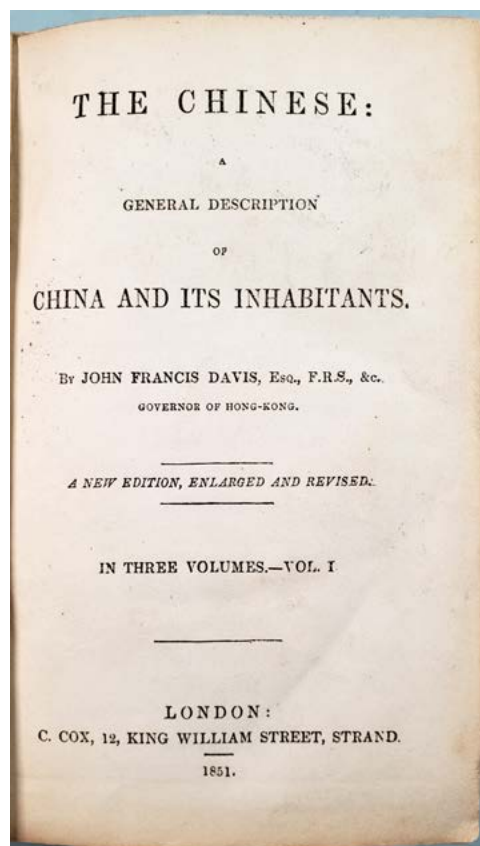 THE CHINESE:
A
GENERAL DESCRIPTION
OF
CHINA AND ITS INHABITANTS.
BY JOHN FRANCIS DAVIS, ESQ., F.R.S., &c.
GOVERNOR OF HONG-KONG.
A NEW EDITION, ENLARGED AND REVISED.
IN THREE VOLUMES.—VOL. I
LONDON:
C. COX, 12, KING WILLIAM STREET, STRAND.
1851.